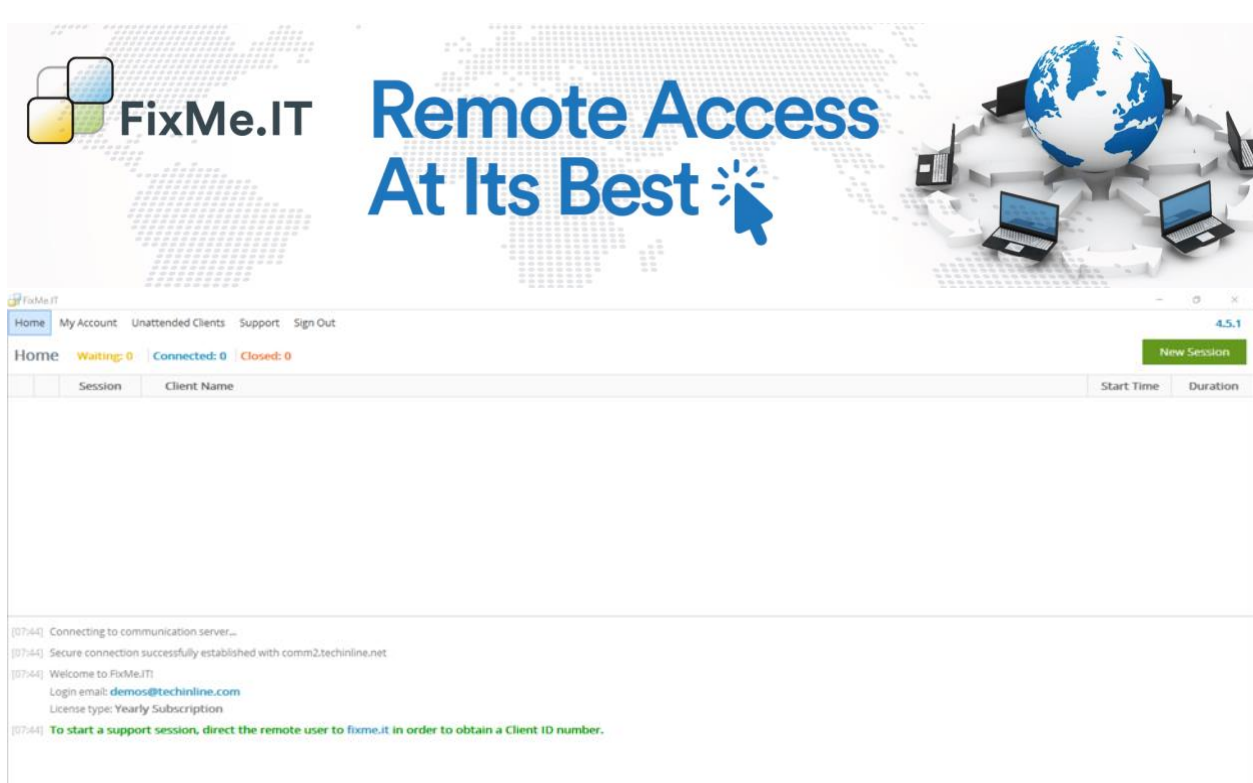 FixMe.IT
Remote Access
At Its Best
FixMe.IT
Home My Account Unattended Clients Support Sign Out 4.5.1
Home Waiting: 0 Connected: 0 Closed: 0 New Session
Session Client Name Start Time Duration
[07:44] Connecting to communication server...
[07:44] Secure connection successfully established with comm2.techinline.net
[07:44] Welcome to FixMe.IT!
Login email: demos@techinline.com
License type: Yearly Subscription
[07:44] To start a support session, direct the remote user to fixme.it in order to obtain a Client ID number.